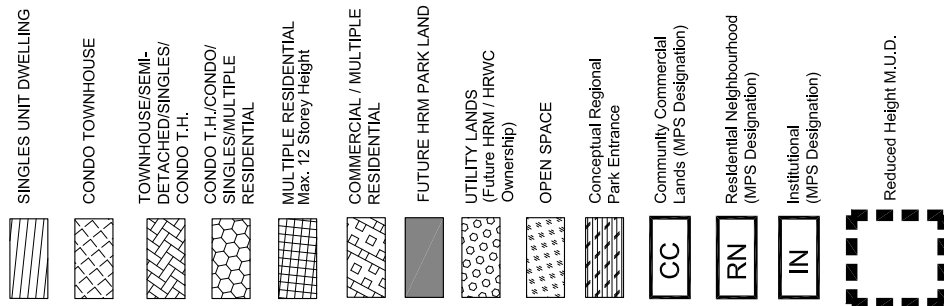 SINGLES UNIT DWELLING
CONDO TOWNHOUSE
TOWNHOUSE/SEMI-
DETACHED/SINGLES/
CONDO T.H.
CONDO T.H./CONDO/
SINGLES/MULTIPLE
RESIDENTIAL
MULTIPLE RESIDENTIAL
Max. 12 Storey Height
COMMERCIAL / MULTIPLE
RESIDENTIAL
FUTURE HRM PARK LAND
UTILITY LANDS
(Future HRM / HRWC
Ownership)
OPEN SPACE
Conceptual Regional
Park Entrance
CC
Community Commercial
Lands (MPS Designation)
RN
Residential Neighbourhood
(MPS Designation)
IN
Institutional
(MPS Designation)
Reduced Height M.U.D.